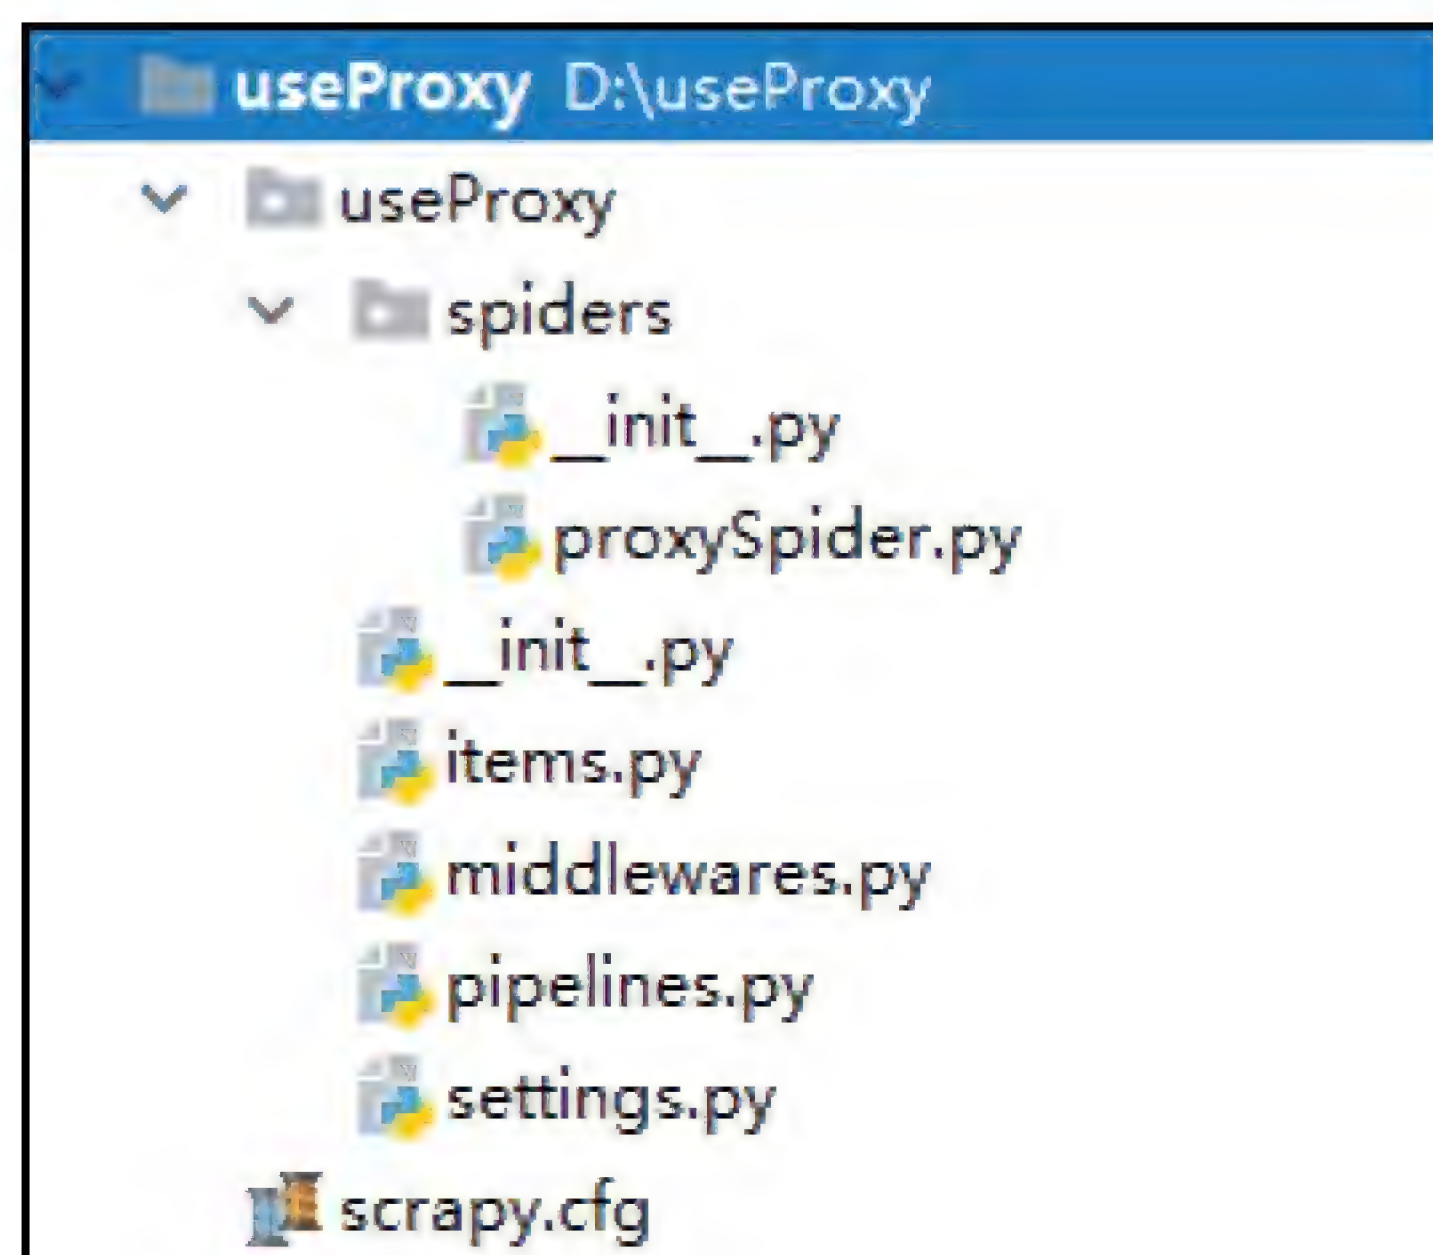 useProxy D:\useProxy
useProxy
spiders
__init__.py
proxySpider.py
__init__.py
items.py
middlewares.py
pipelines.py
settings.py
scrapy.cfg